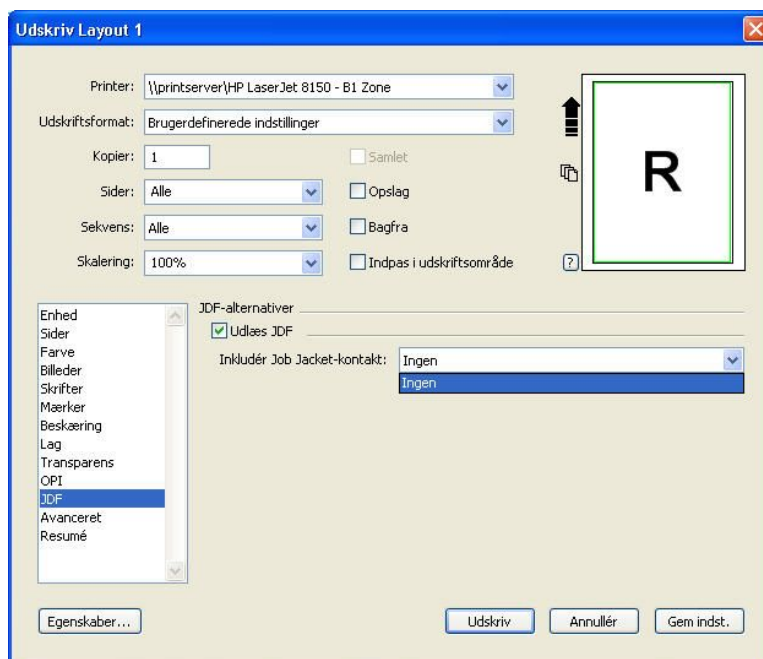 Udskriv Layout 1
Printer: \\printserver\HP LaserJet 8150 - B1 Zone
Udskriftsformat: Brugerdefinerede indstillinger
Kopier: 1 Samlet
Sider: Alle Opslag
Sekvens: Alle Bagfra
Skalering: 100% Indpas i udskriftsområde ?
R
JDF-alternativer
Udlæs JDF
Inkludér Job Jacket-kontakt: Ingen
Ingen
Enhed
Sider
Farve
Billeder
Skrifter
Mærker
Beskæring
Lag
Transparens
OPI
JDF
Avanceret
Resumé
Egenskaber... Udskriv Annullér Gem indst.